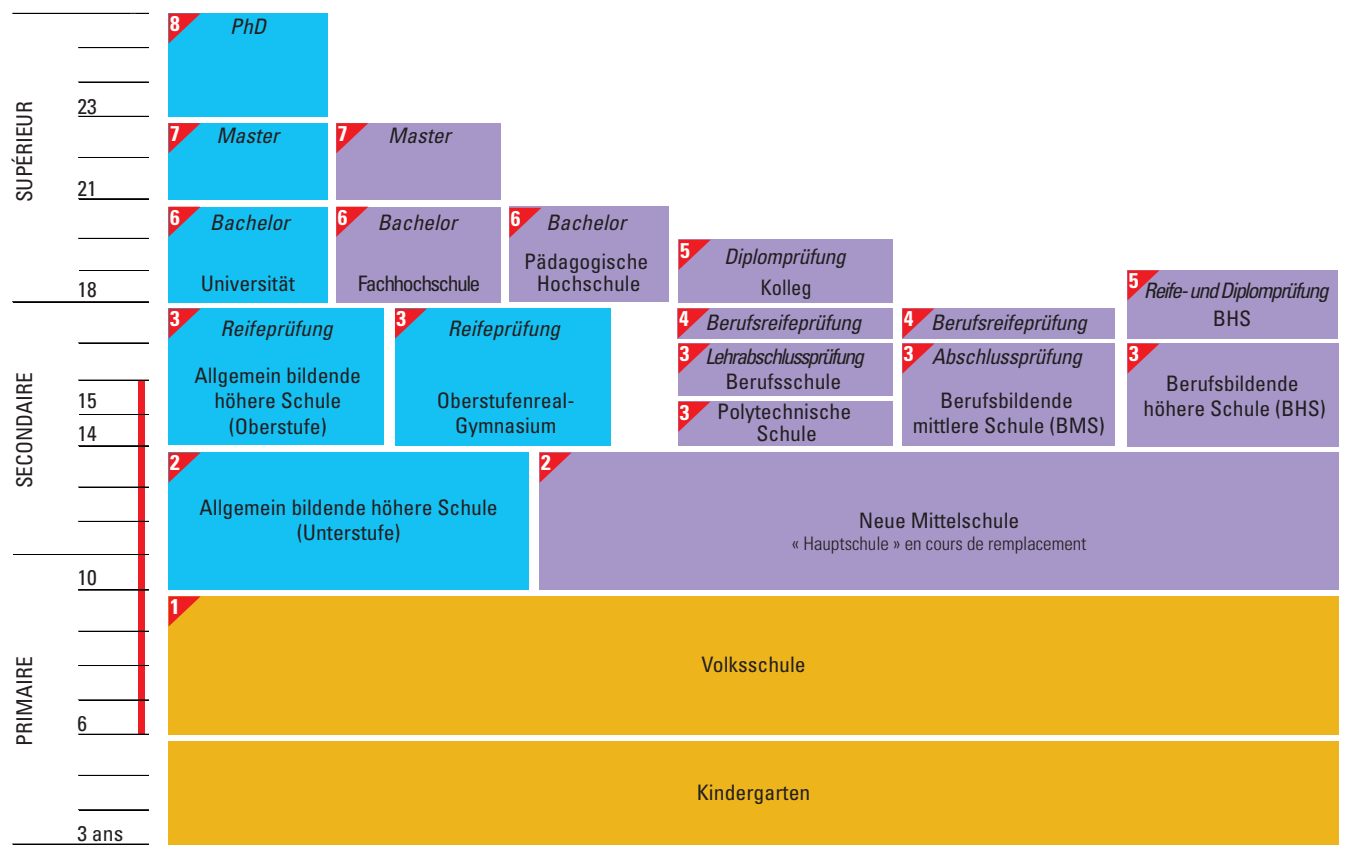 8
PhD
SUPÉRIEUR
23
7
Master
7
Master
21
6
Bachelor
Universität
6
Bachelor
Fachhochschule
6
Bachelor
Pädagogische
Hochschule
5
Diplomprüfung
Kolleg
18
5
Reife- und Diplomprüfung
BHS
SECONDAIRE
3
Reifeprüfung
Allgemein bildende
höhere Schule
(Oberstufe)
3
Reifeprüfung
Oberstufenreal-
Gymnasium
4
Berufsreifeprüfung
3
Lehrabschlussprüfung
Berufsschule
3
Polytechnische
Schule
4
Berufsreifeprüfung
3
Abschlussprüfung
Berufsbildende
mittlere Schule (BMS)
3
Berufsbildende
höhere Schule (BHS)
15
14
2
Allgemein bildende höhere Schule
(Unterstufe)
2
Neue Mittelschule
« Hauptschule » en cours de remplacement
10
PRIMAIRE
1
Volksschule
6
Kindergarten
3 ans